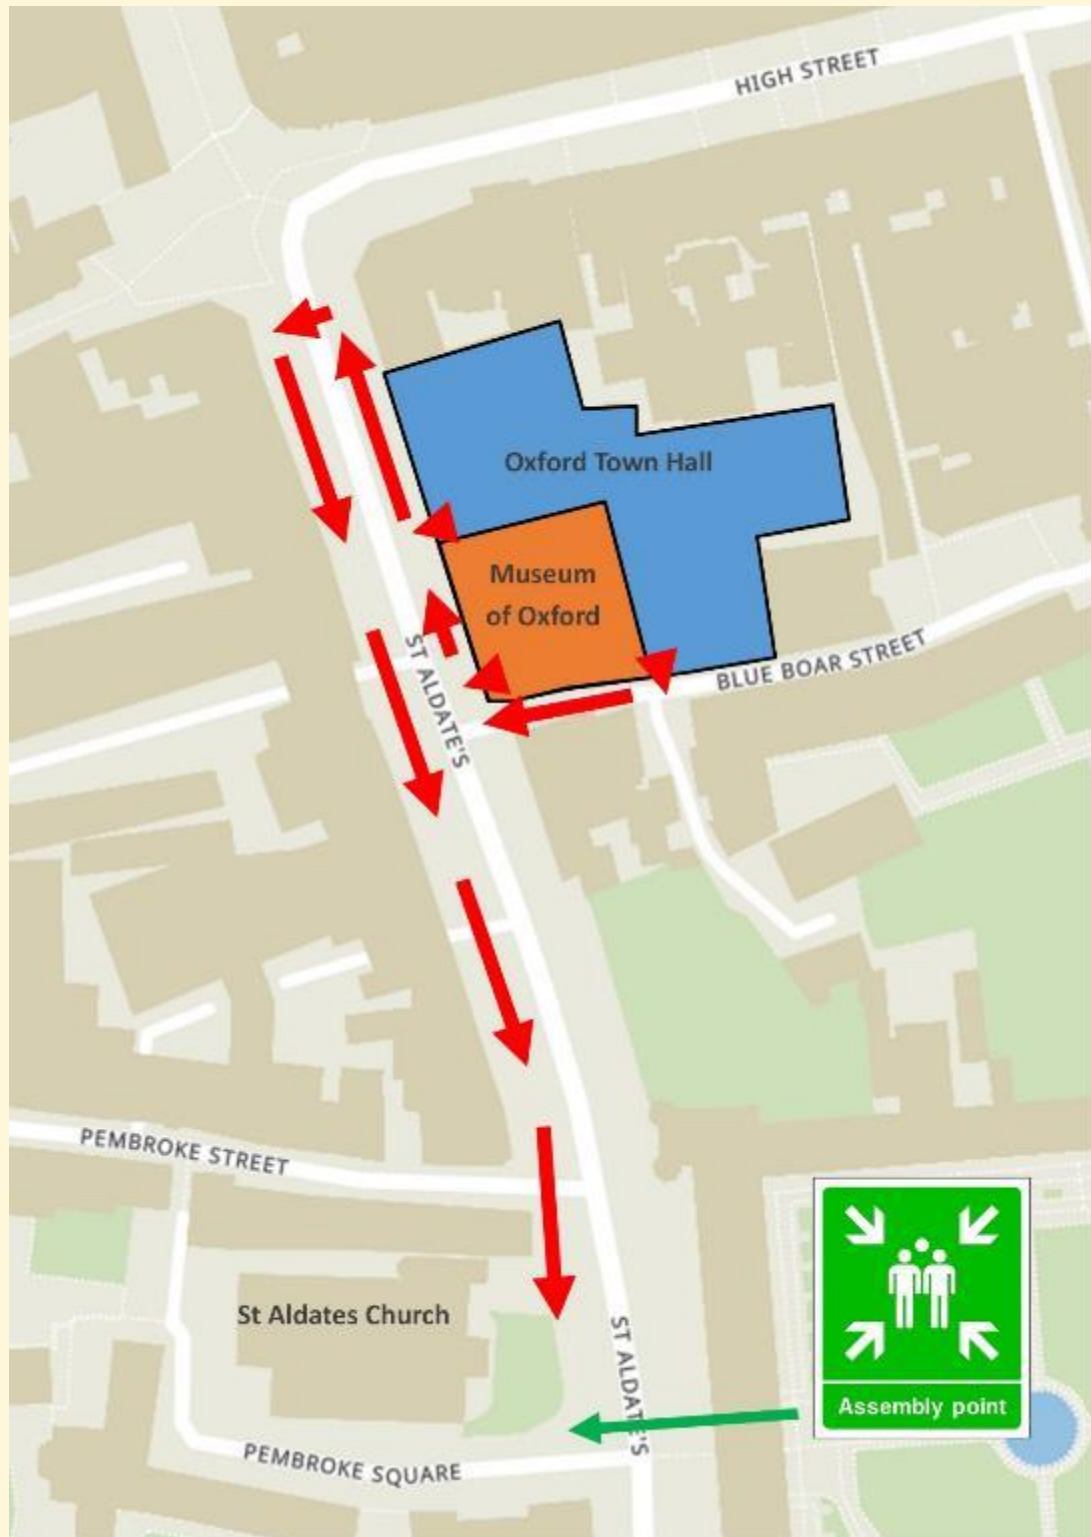 HIGH STREET
Oxford Town Hall
Museum
of Oxford
ST ALDATE'S
BLUE BOAR STREET
PEMBROKE STREET
St Aldates Church
ST ALDATE'S
Assembly point
PEMBROKE SQUARE